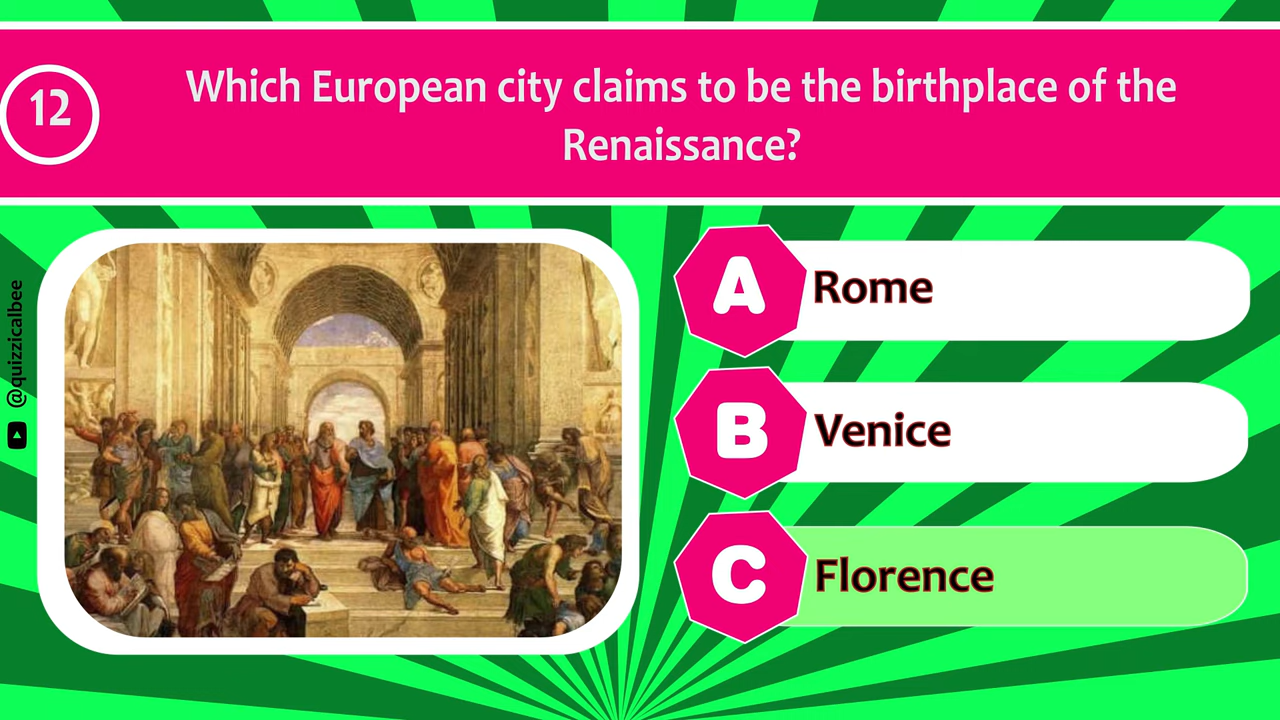 12
Which European city claims to be the birthplace of the
Renaissance?
@quizzicalbee
A Rome
B Venice
C Florence